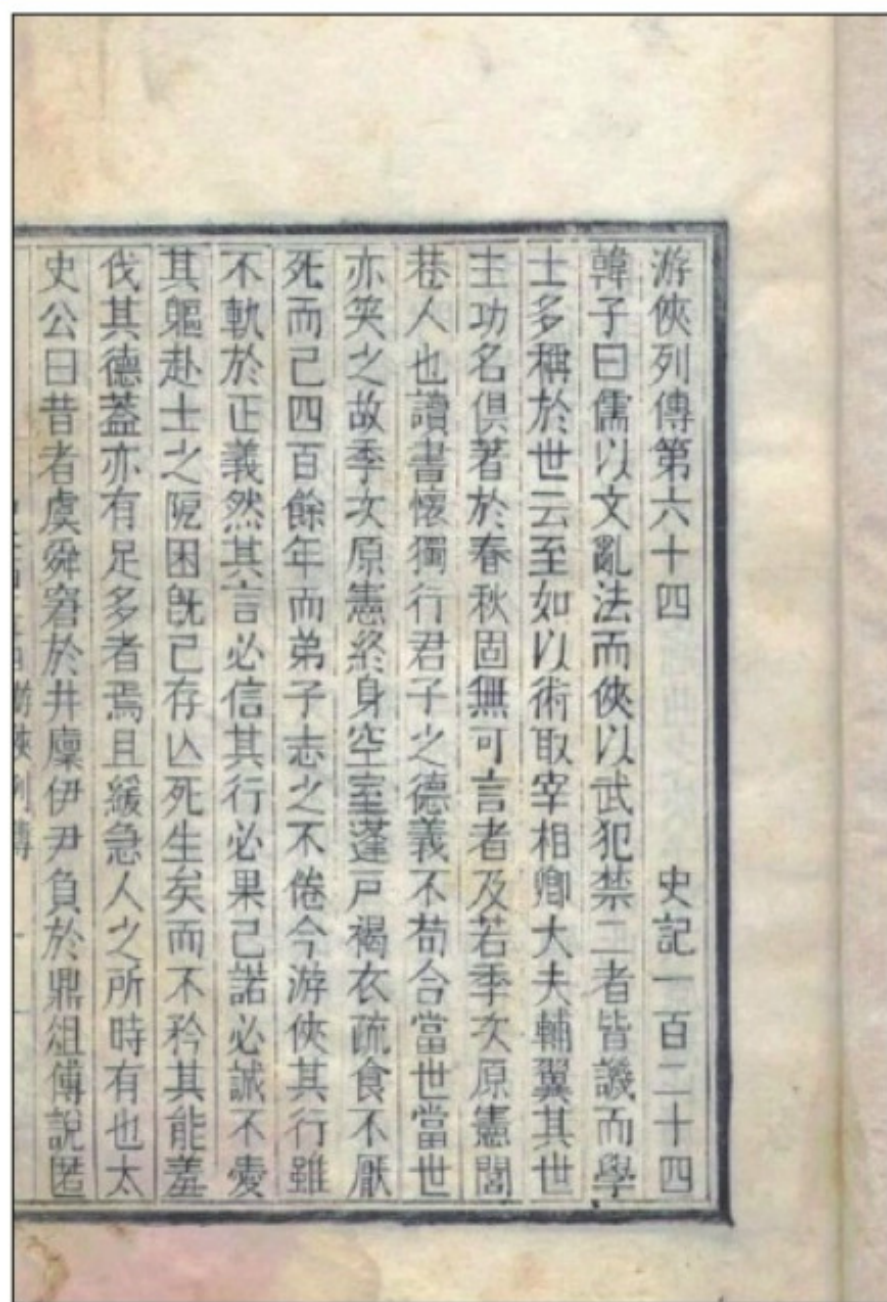 游俠列傳第六十四 史記一百二十四
韓子曰儒以文亂法而俠以武犯禁二者皆譏而學
士多稱於世云至如以術取宰相卿大夫輔翼其世
主功名俱著於春秋固無可言者及若季次原憲閭
巷人也讀書懷獨行君子之德義不苟合當世當世
亦笑之故季次原憲終身空室蓬戸褐衣疏食不厭
死而已四百餘年而弟子志之不倦今游俠其行雖
不軌於正義然其言必信其行必果已諾必誠不愛
其軀赴士之阨困既已存亾死生矣而不矜其能羞
伐其德蓋亦有足多者焉且緩急人之所時有也太
史公曰昔者虞舜窘於井廩伊尹負於鼎俎傅說匿
游俠列傳